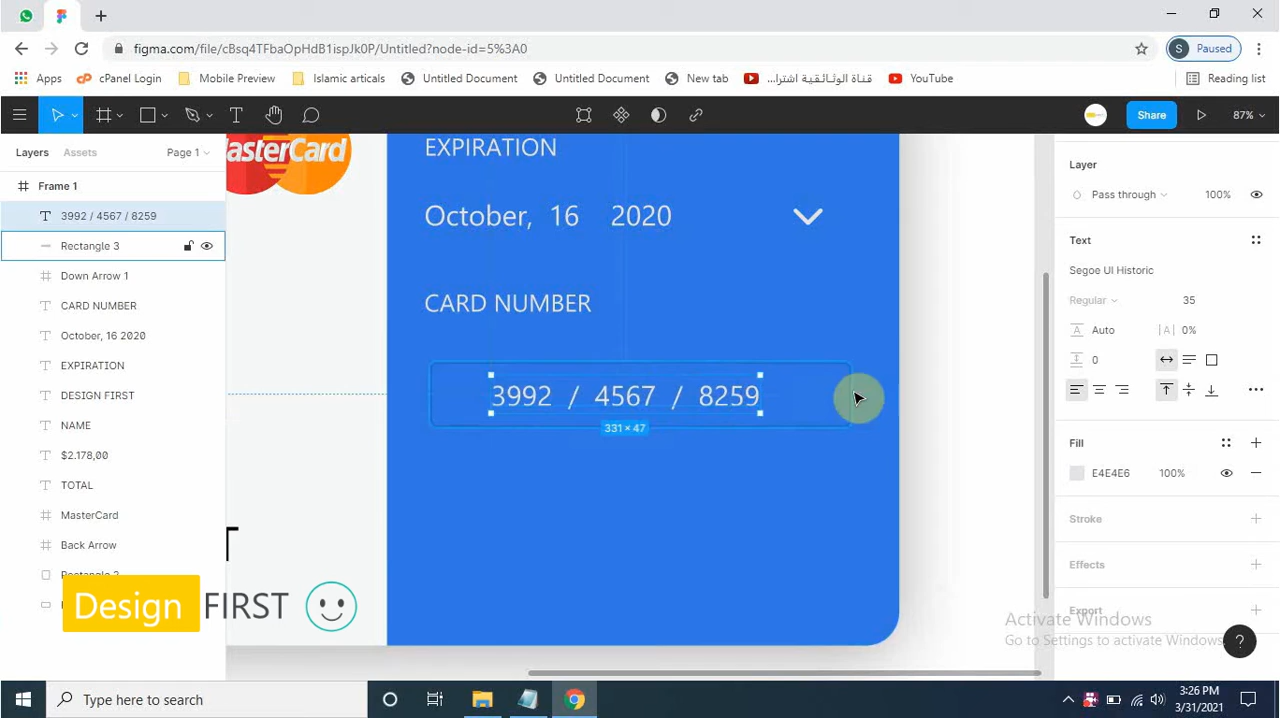 figma.com/file/cBsq4TFbaOpHdB1ispJk0P/Untitled?node-id=5%3A0
S Paused
Apps cPanel Login Mobile Preview Islamic articals Untitled Document Untitled Document New tab قناة الوثائقية اشترا... YouTube Reading list
Share 87%
Layers Assets Page 1
Frame 1
3992 / 4567 / 8259
Rectangle 3
Down Arrow 1
CARD NUMBER
October, 16 2020
EXPIRATION
DESIGN FIRST
NAME
$2.178,00
TOTAL
MasterCard
Back Arrow
Design FIRST
MasterCard
EXPIRATION
October, 16 2020
CARD NUMBER
3992 / 4567 / 8259
331 × 47
T
Layer
Pass through 100%
Text
Segoe UI Historic
Regular 35
Auto 0%
0
Fill
E4E4E6 100%
Stroke
Effects
Export
Activate Windows
Go to Settings to activate Windows.
?
Type here to search
3:26 PM
3/31/2021